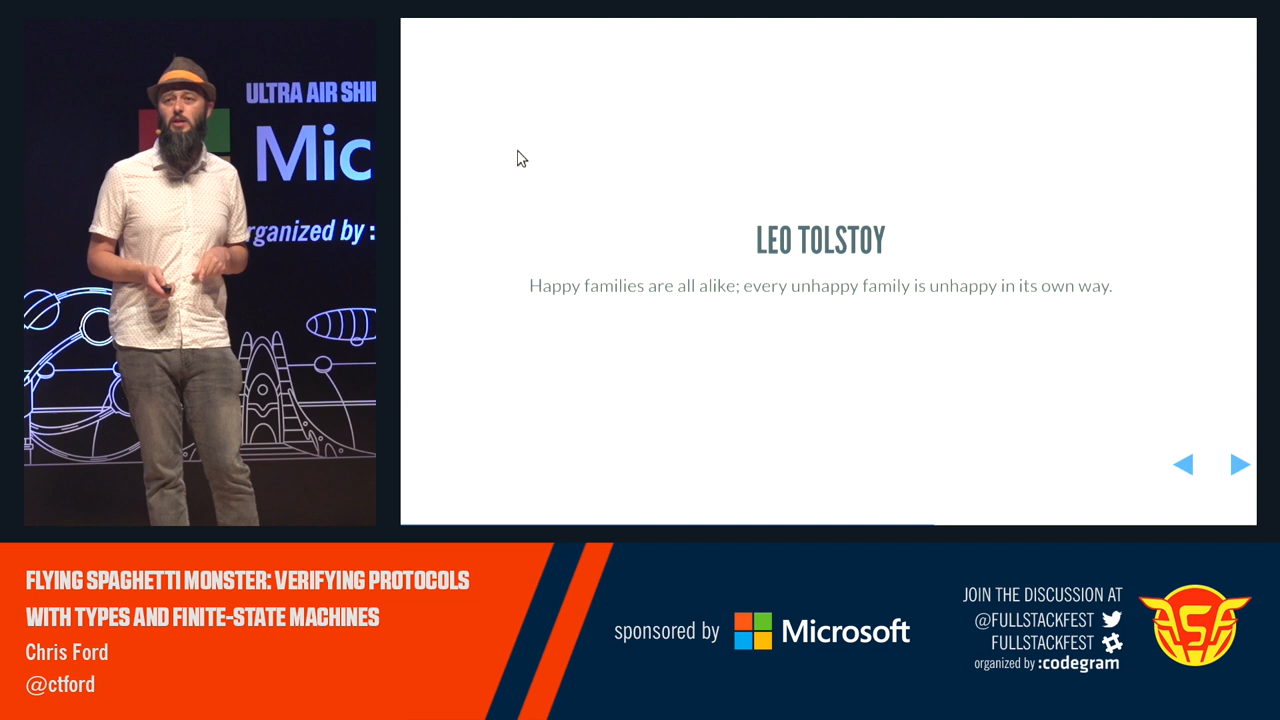 ULTRA AIR SHI
Mic
rganized by :
LEO TOLSTOY
Happy families are all alike; every unhappy family is unhappy in its own way.
FLYING SPAGHETTI MONSTER: VERIFYING PROTOCOLS
WITH TYPES AND FINITE-STATE MACHINES
Chris Ford
@ctford
sponsored by Microsoft
JOIN THE DISCUSSION AT
@FULLSTACKFEST
FULLSTACKFEST
organized by :codegram
FSF